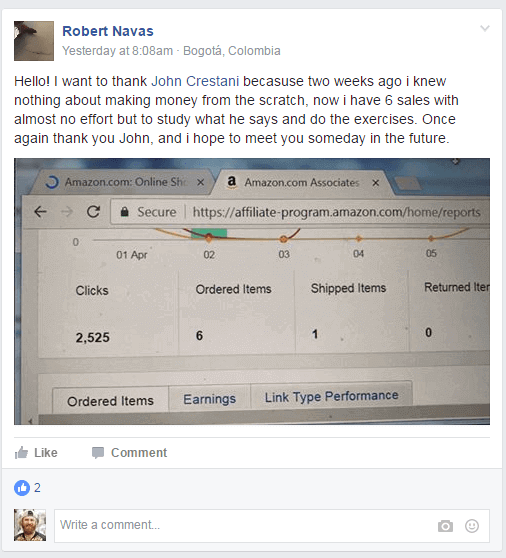 Robert Navas
Yesterday at 8:08am · Bogotá, Colombia
Hello! I want to thank John Crestani becasuse two weeks ago i knew
nothing about making money from the scratch, now i have 6 sales with
almost no effort but to study what he says and do the exercises. Once
again thank you John, and i hope to meet you someday in the future.
Amazon.com: Online Sh x
a Amazon.com Associates x
Secure https://affiliate-program.amazon.com/home/reports
0
01 Apr 02 03 04 05
Clicks Ordered Items Shipped Items Returned Iter
2,525 6 1 0
Ordered Items Earnings Link Type Performance
Like Comment
2
Write a comment...